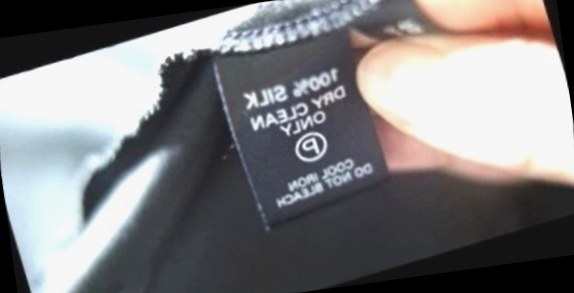 100% SILK
DRY CLEAN
ONLY
P
COOL IRON
DO NOT BLEACH